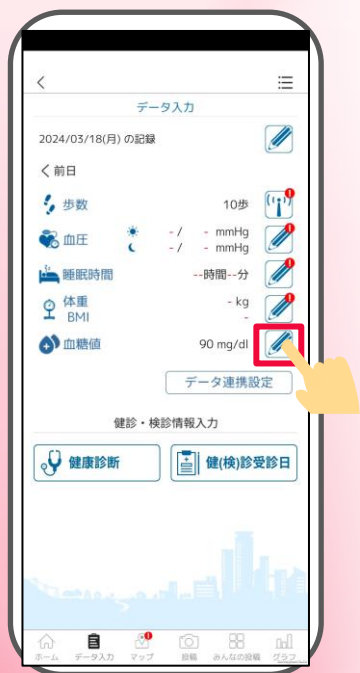 データ入力
2024/03/18(月) の記録
前日
歩数 10歩
血圧 - / - mmHg
- / - mmHg
睡眠時間 --時間--分
体重 - kg
BMI -
血糖値 90 mg/dl
データ連携設定
健診・検診情報入力
健康診断 健(検)診受診日
ホーム データ入力 マップ 投稿 みんなの投稿 グラフ